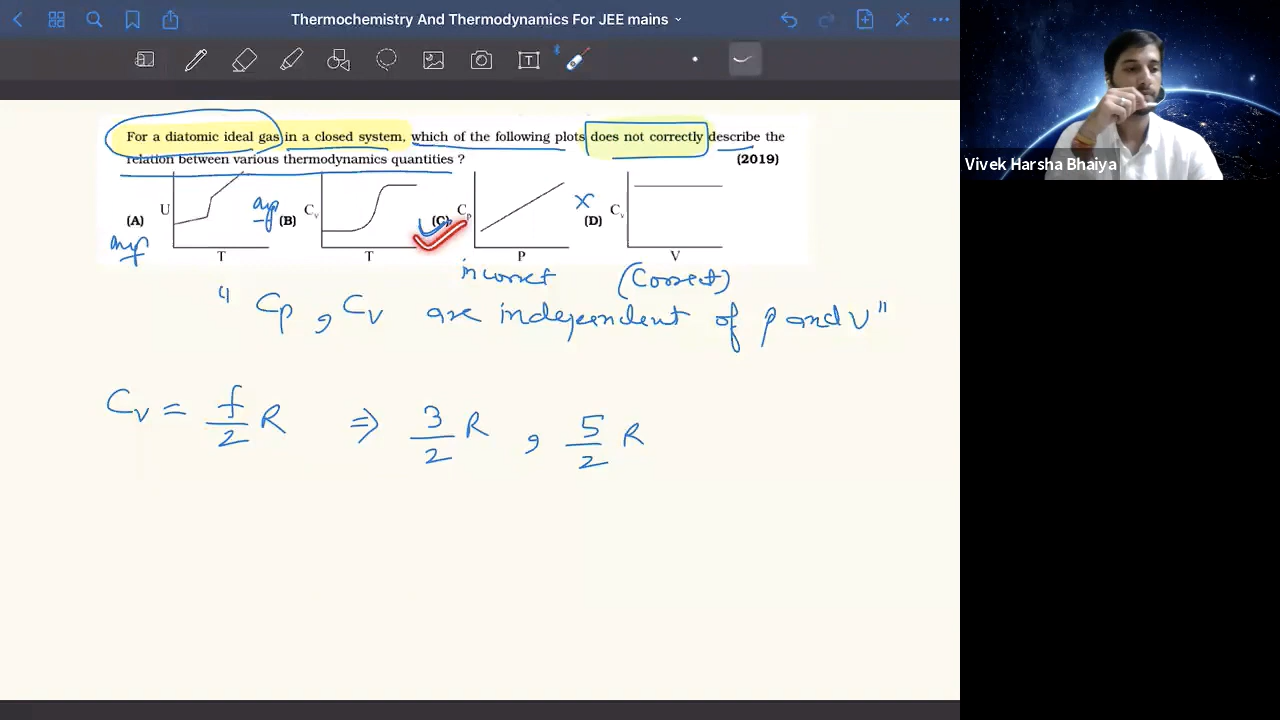 Thermochemistry And Thermodynamics For JEE mains
For a diatomic ideal gas in a closed system, which of the following plots does not correctly describe the
relation between various thermodynamics quantities ? (2019)
(A) U T
(B) Cv T
(C) Cp P
(D) Cv V
X
incorrect
(Correct)
" Cp , Cv are independent of p and v "
Cv = f/2 R ⇒ 3/2 R , 5/2 R
Vivek Harsha Bhaiya